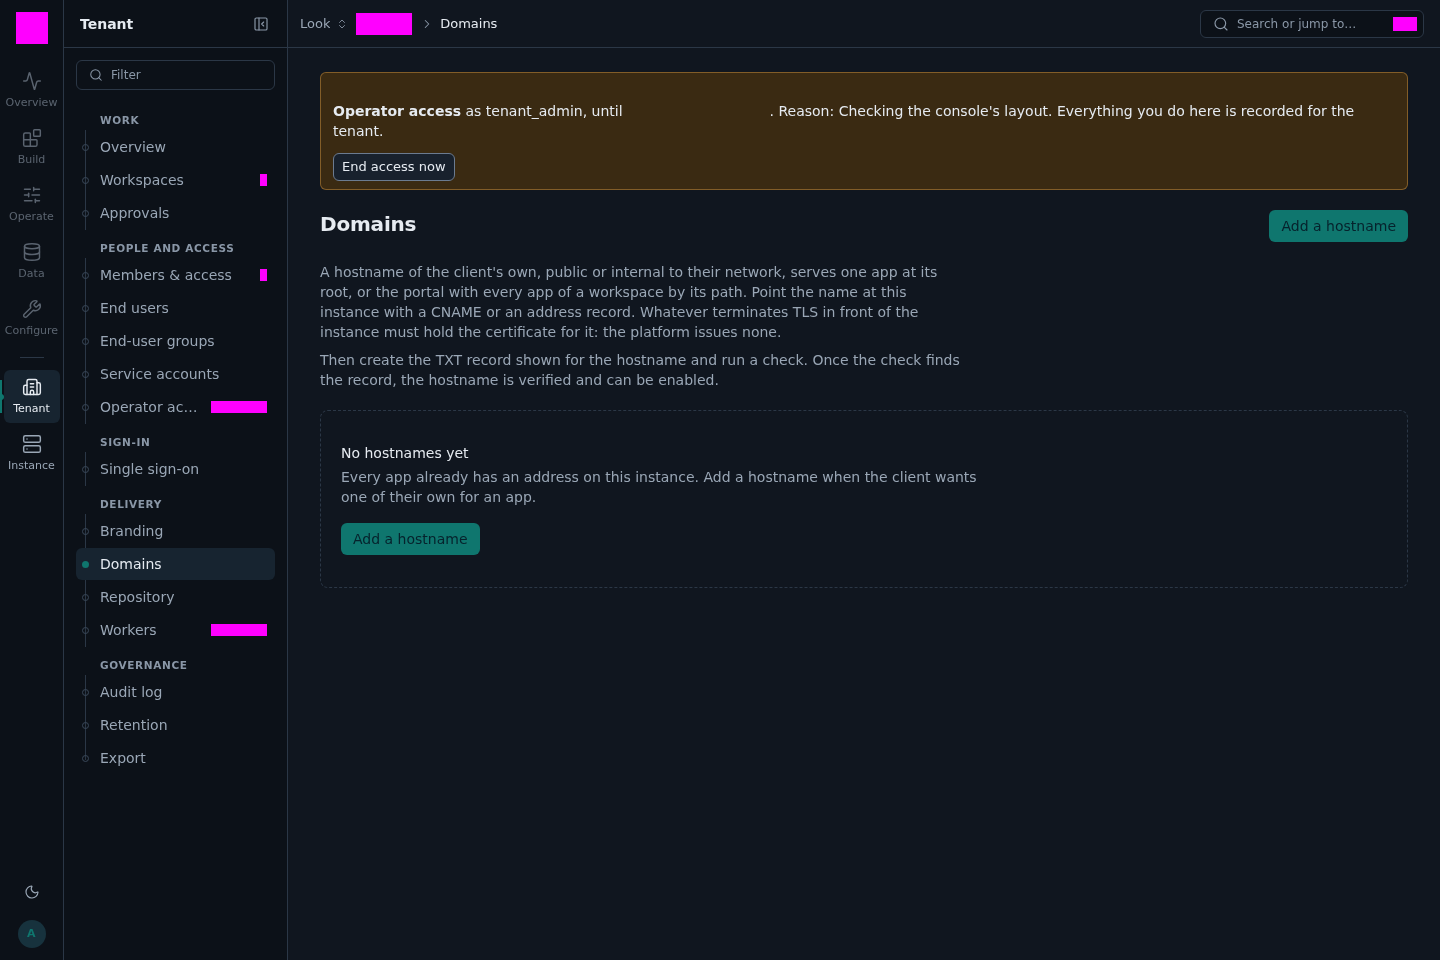 Tenant
Look
Domains
Search or jump to…
Overview
Build
Operate
Data
Configure
Tenant
Instance
A
Filter
WORK
Overview
Workspaces
Approvals
PEOPLE AND ACCESS
Members & access
End users
End-user groups
Service accounts
Operator ac…
SIGN-IN
Single sign-on
DELIVERY
Branding
Domains
Repository
Workers
GOVERNANCE
Audit log
Retention
Export
Operator access as tenant_admin, until . Reason: Checking the console's layout. Everything you do here is recorded for the
tenant.
End access now
Domains
Add a hostname
A hostname of the client's own, public or internal to their network, serves one app at its
root, or the portal with every app of a workspace by its path. Point the name at this
instance with a CNAME or an address record. Whatever terminates TLS in front of the
instance must hold the certificate for it: the platform issues none.
Then create the TXT record shown for the hostname and run a check. Once the check finds
the record, the hostname is verified and can be enabled.
No hostnames yet
Every app already has an address on this instance. Add a hostname when the client wants
one of their own for an app.
Add a hostname